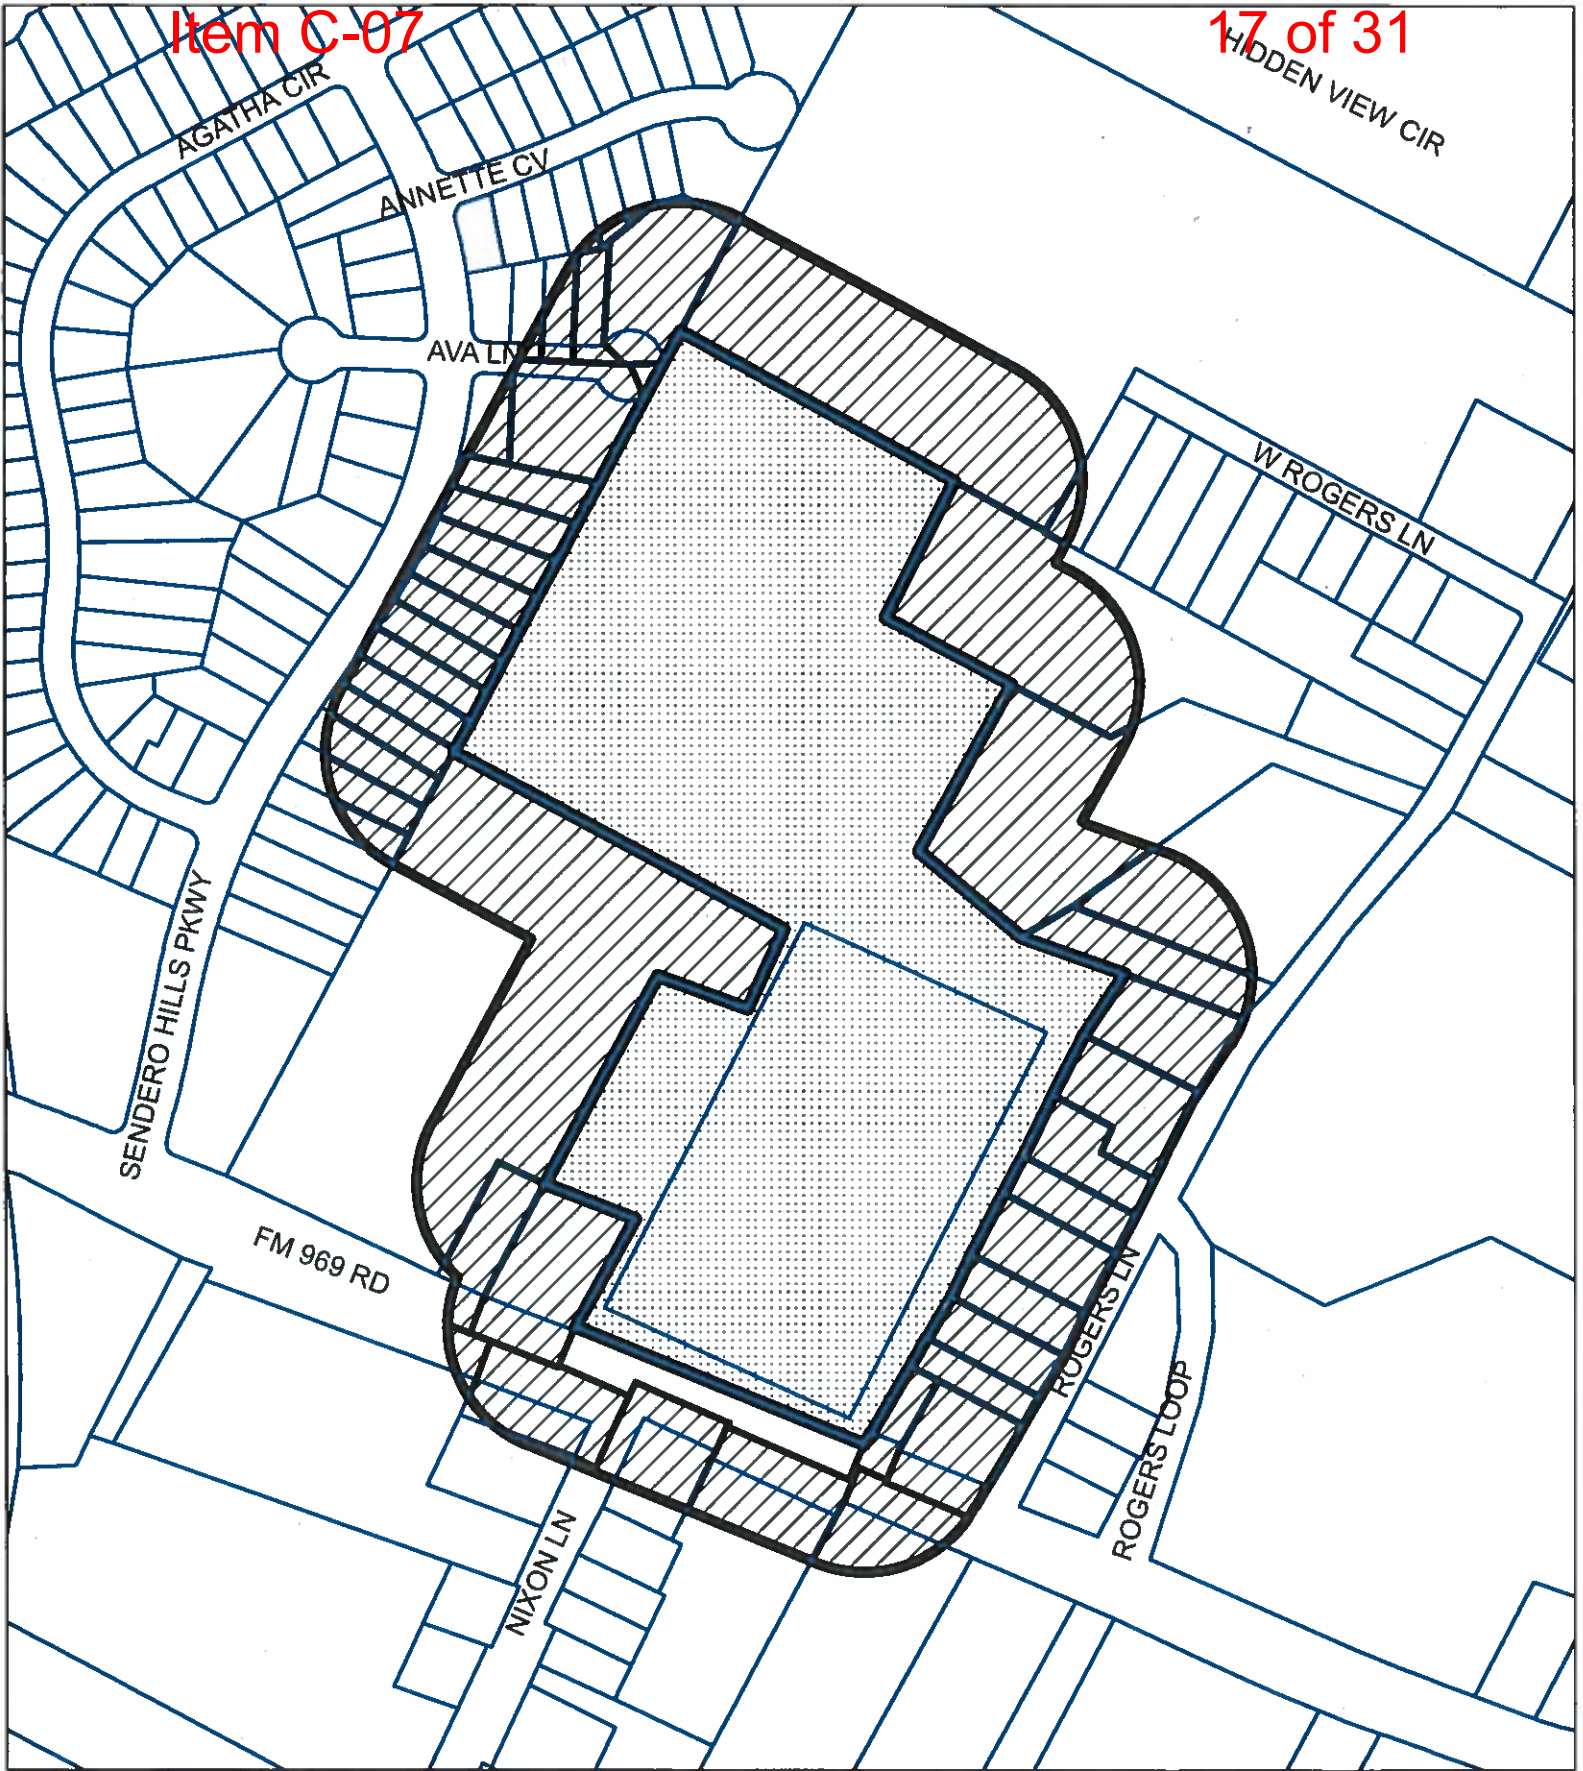 Item C-07
17 of 31
HIDDEN VIEW CIR
AGATHA CIR
ANNETTE CV
AVA LN
W ROGERS LN
SENDERO HILLS PKWY
FM 969 RD
ROGERS LN
ROGERS LOOP
NIXON LN